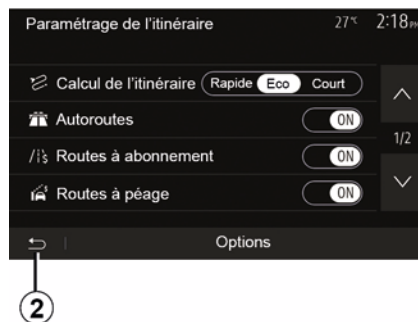 Paramétrage de l'itinéraire 27°C 2:18 PM
Calcul de l'itinéraire Rapide Eco Court
Autoroutes ON
1/2
Routes à abonnement ON
Routes à péage ON
Options
2